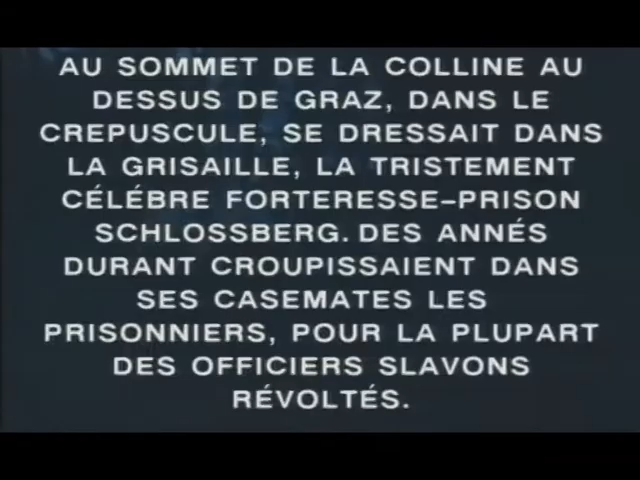 AU SOMMET DE LA COLLINE AU
DESSUS DE GRAZ, DANS LE
CREPUSCULE, SE DRESSAIT DANS
LA GRISAILLE, LA TRISTEMENT
CÉLÉBRE FORTERESSE-PRISON
SCHLOSSBERG. DES ANNÉS
DURANT CROUPISSAIENT DANS
SES CASEMATES LES
PRISONNIERS, POUR LA PLUPART
DES OFFICIERS SLAVONS
RÉVOLTÉS.